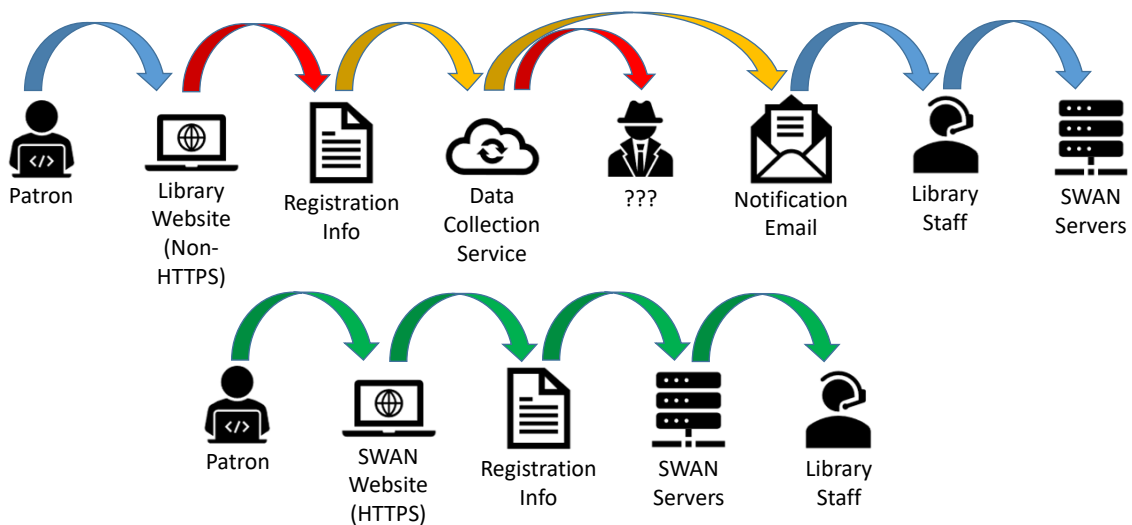 Patron
Library
Website
(Non-
HTTPS)
Registration
Info
Data
Collection
Service
???
Notification
Email
Library
Staff
SWAN
Servers
</>
Patron
SWAN
Website
(HTTPS)
Registration
Info
SWAN
Servers
Library
Staff
</>